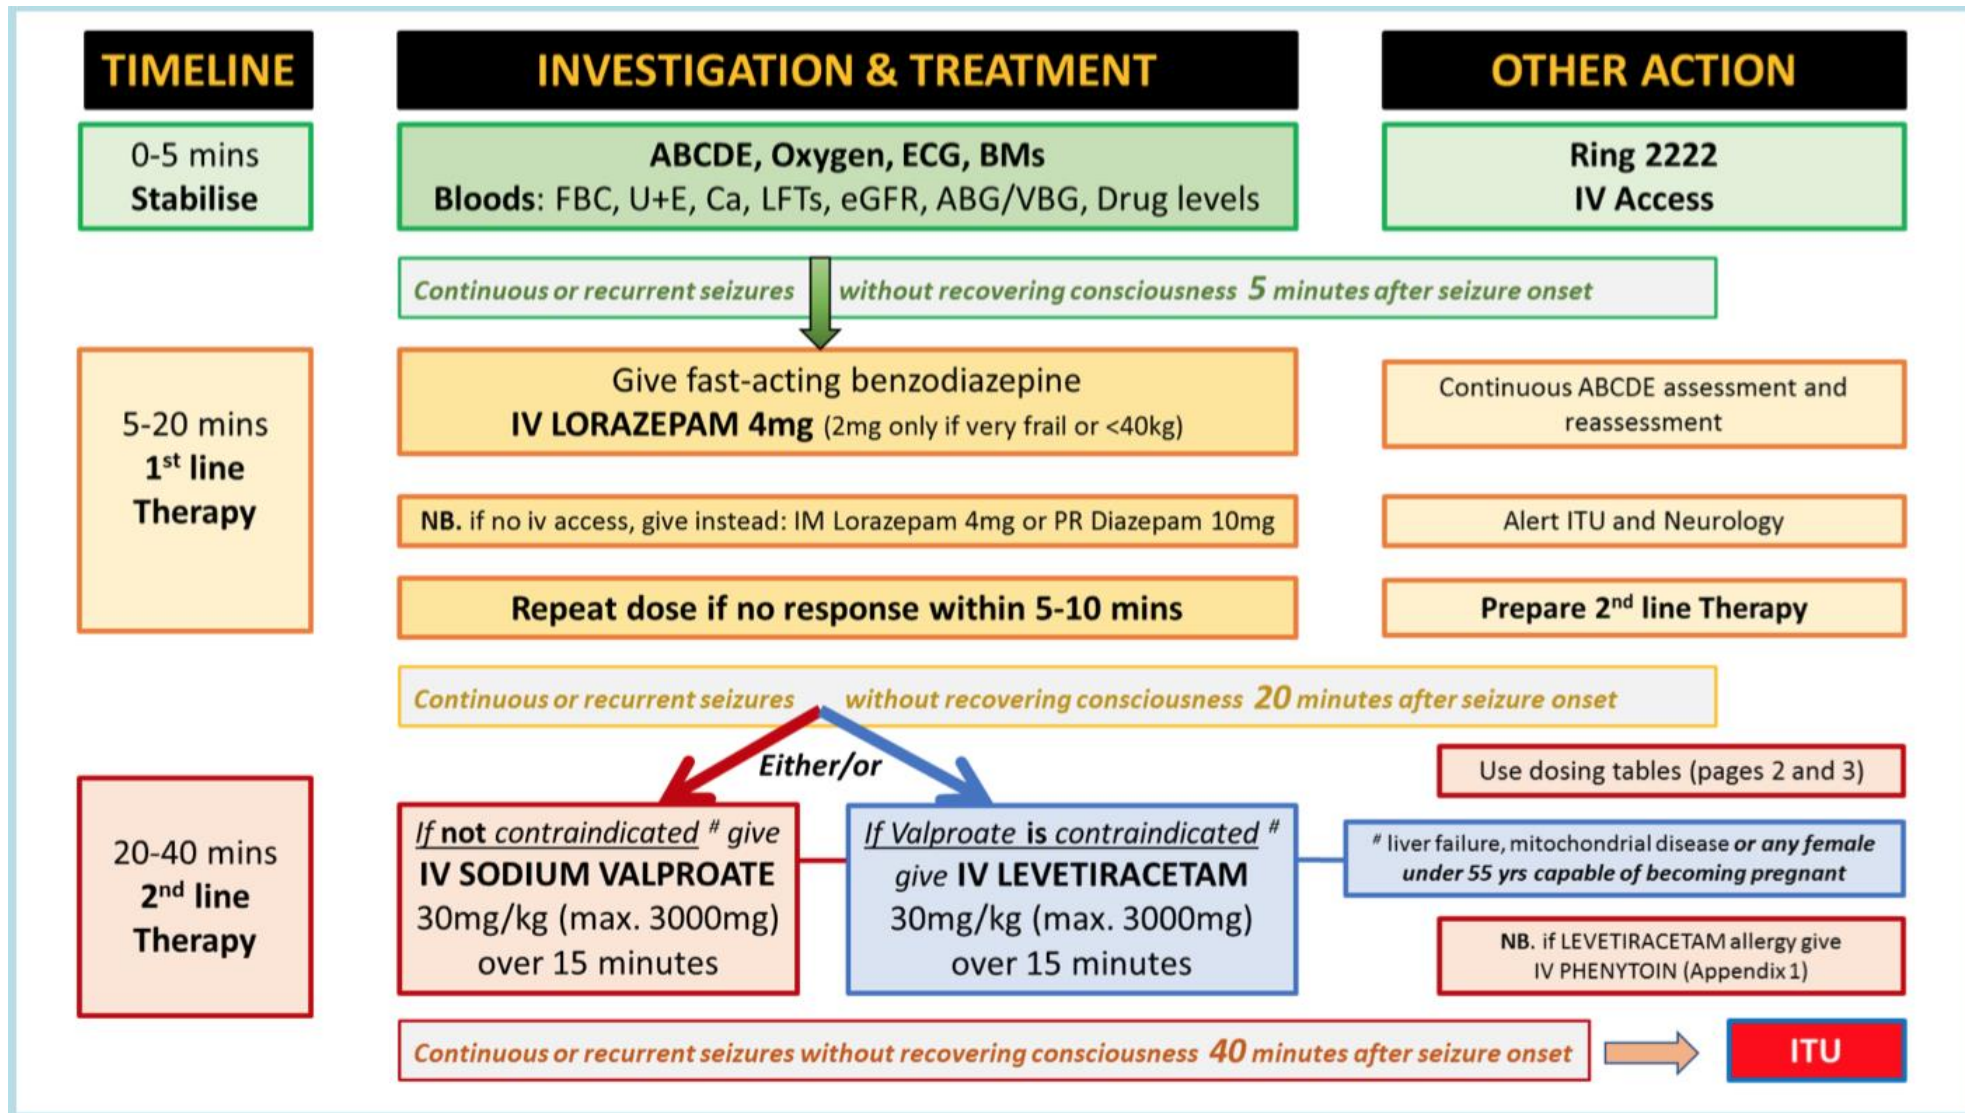 TIMELINE
INVESTIGATION & TREATMENT
OTHER ACTION
0-5 mins
Stabilise
ABCDE, Oxygen, ECG, BMs
Bloods: FBC, U+E, Ca, LFTs, eGFR, ABG/VBG, Drug levels
Ring 2222
IV Access
Continuous or recurrent seizures without recovering consciousness 5 minutes after seizure onset
5-20 mins
1st line
Therapy
Give fast-acting benzodiazepine
IV LORAZEPAM 4mg (2mg only if very frail or <40kg)
Continuous ABCDE assessment and
reassessment
NB. if no iv access, give instead: IM Lorazepam 4mg or PR Diazepam 10mg
Alert ITU and Neurology
Repeat dose if no response within 5-10 mins
Prepare 2nd line Therapy
Continuous or recurrent seizures without recovering consciousness 20 minutes after seizure onset
Either/or
20-40 mins
2nd line
Therapy
If not contraindicated # give
IV SODIUM VALPROATE
30mg/kg (max. 3000mg)
over 15 minutes
If Valproate is contraindicated #
give IV LEVETIRACETAM
30mg/kg (max. 3000mg)
over 15 minutes
Use dosing tables (pages 2 and 3)
# liver failure, mitochondrial disease or any female
under 55 yrs capable of becoming pregnant
NB. if LEVETIRACETAM allergy give
IV PHENYTOIN (Appendix 1)
Continuous or recurrent seizures without recovering consciousness 40 minutes after seizure onset
ITU